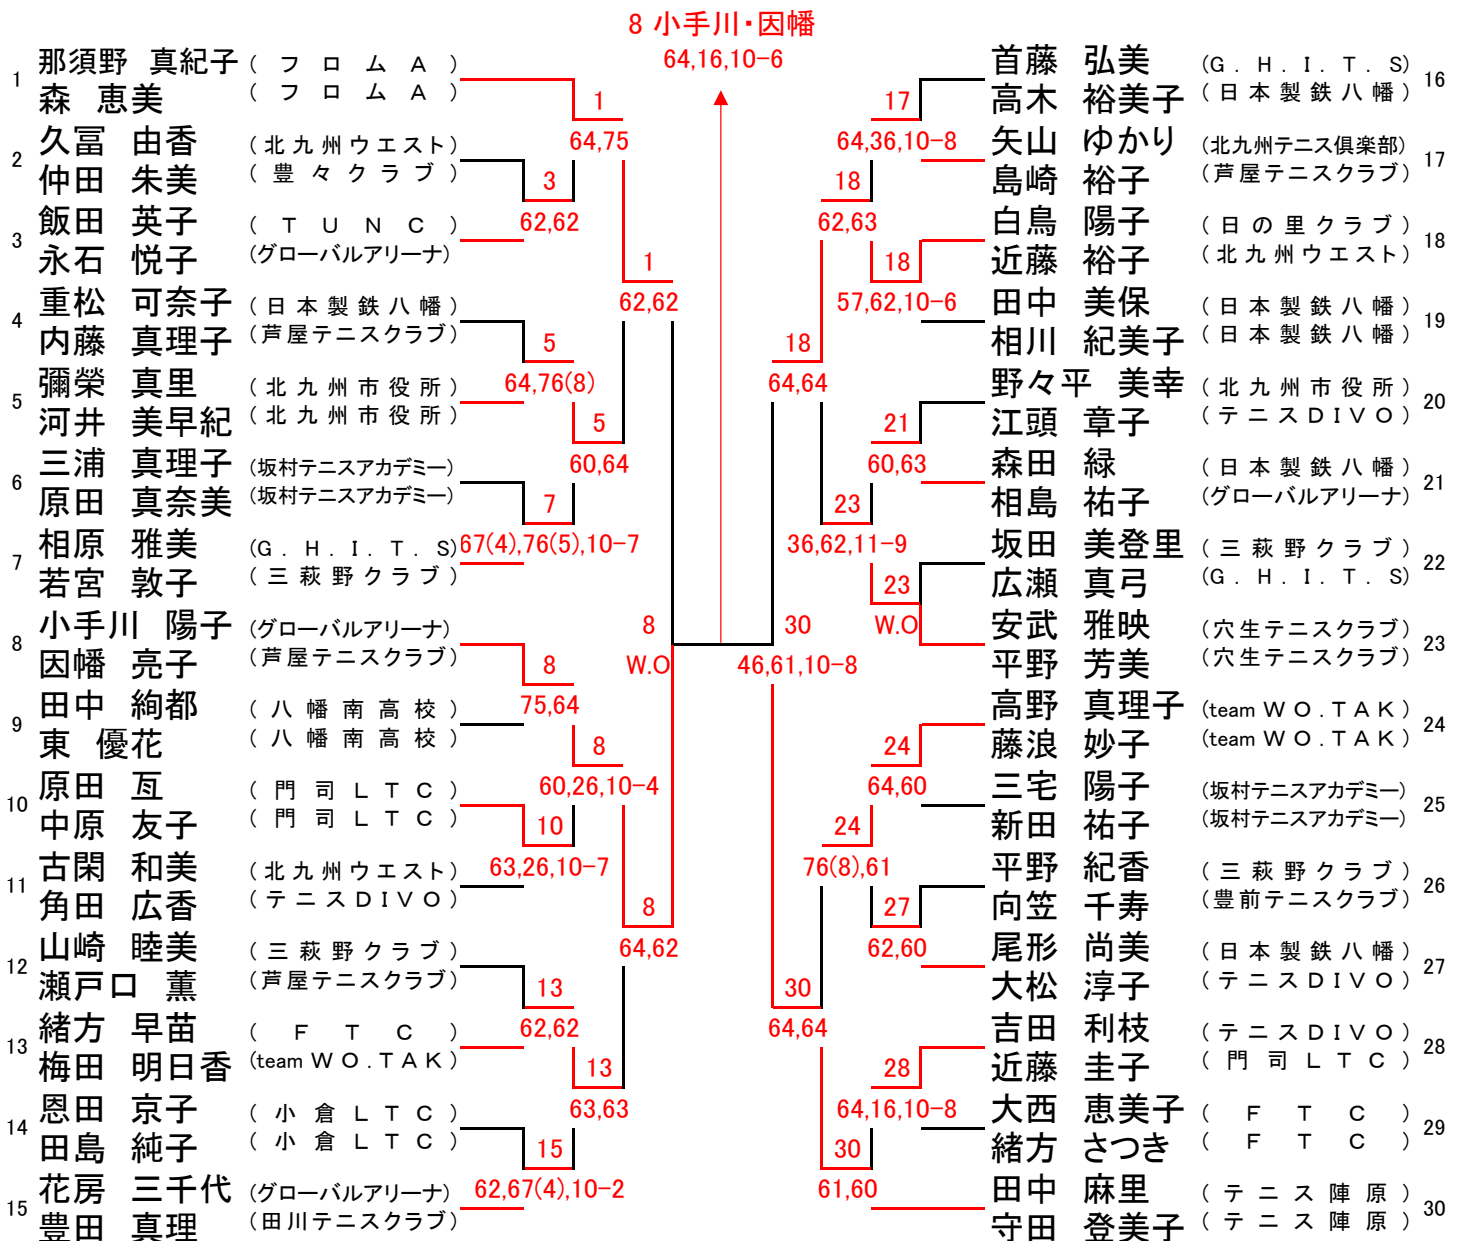 8 小手川・因幡
64,16,10-6
1
那須野 真紀子 (フロムA)
森 恵美 (フロムA)
2
久冨 由香 (北九州ウエスト)
仲田 朱美 (豊々クラブ)
3
飯田 英子 (TUNC)
永石 悦子 (グローバルアリーナ)
4
重松 可奈子 (日本製鉄八幡)
内藤 真理子 (芦屋テニスクラブ)
5
彌榮 真里 (北九州市役所)
河井 美早紀 (北九州市役所)
6
三浦 真理子 (坂村テニスアカデミー)
原田 真奈美 (坂村テニスアカデミー)
7
相原 雅美 (G.H.I.T.S)
若宮 敦子 (三萩野クラブ)
8
小手川 陽子 (グローバルアリーナ)
因幡 亮子 (芦屋テニスクラブ)
9
田中 絢都 (八幡南高校)
東 優花 (八幡南高校)
10
原田 亙 (門司LTC)
中原 友子 (門司LTC)
11
古閑 和美 (北九州ウエスト)
角田 広香 (テニスDIVO)
12
山崎 睦美 (三萩野クラブ)
瀬戸口 薫 (芦屋テニスクラブ)
13
緒方 早苗 (FTC)
梅田 明日香 (team WO.TAK)
14
恩田 京子 (小倉LTC)
田島 純子 (小倉LTC)
15
花房 三千代 (グローバルアリーナ)
豊田 真理 (田川テニスクラブ)
1
64,75
3
62,62
1
62,62
5
64,76(8)
5
60,64
7
67(4),76(5),10-7
8
W.O
8
75,64
8
60,26,10-4
10
63,26,10-7
8
64,62
13
62,62
13
63,63
15
62,67(4),10-2
17
64,36,10-8
18
62,63
18
57,62,10-6
18
64,64
21
60,63
23
36,62,11-9
23
W.O
30
46,61,10-8
24
64,60
24
76(8),61
27
62,60
30
64,64
28
64,16,10-8
30
61,60
首藤 弘美 (G.H.I.T.S)
高木 裕美子 (日本製鉄八幡)
16
矢山 ゆかり (北九州テニス倶楽部)
島崎 裕子 (芦屋テニスクラブ)
17
白鳥 陽子 (日の里クラブ)
近藤 裕子 (北九州ウエスト)
18
田中 美保 (日本製鉄八幡)
相川 紀美子 (日本製鉄八幡)
19
野々平 美幸 (北九州市役所)
江頭 章子 (テニスDIVO)
20
森田 緑 (日本製鉄八幡)
相島 祐子 (グローバルアリーナ)
21
坂田 美登里 (三萩野クラブ)
広瀬 真弓 (G.H.I.T.S)
22
安武 雅映 (穴生テニスクラブ)
平野 芳美 (穴生テニスクラブ)
23
高野 真理子 (team WO.TAK)
藤浪 妙子 (team WO.TAK)
24
三宅 陽子 (坂村テニスアカデミー)
新田 祐子 (坂村テニスアカデミー)
25
平野 紀香 (三萩野クラブ)
向笠 千寿 (豊前テニスクラブ)
26
尾形 尚美 (日本製鉄八幡)
大松 淳子 (テニスDIVO)
27
吉田 利枝 (テニスDIVO)
近藤 圭子 (門司LTC)
28
大西 恵美子 (FTC)
緒方 さつき (FTC)
29
田中 麻里 (テニス陣原)
守田 登美子 (テニス陣原)
30